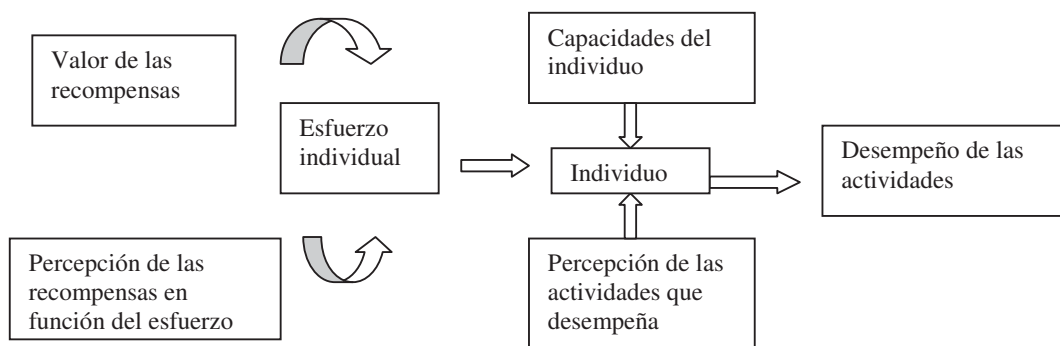 Valor de las
recompensas
Capacidades del
individuo
Esfuerzo
individual
Individuo
Desempeño de las
actividades
Percepción de las
recompensas en
función del esfuerzo
Percepción de las
actividades que
desempeña